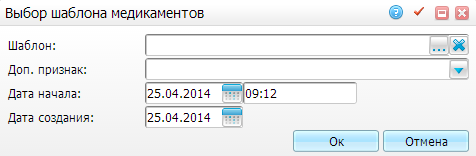 Выбор шаблона медикаментов
Шаблон:
Доп. признак:
Дата начала: 25.04.2014 09:12
Дата создания: 25.04.2014
Ок Отмена